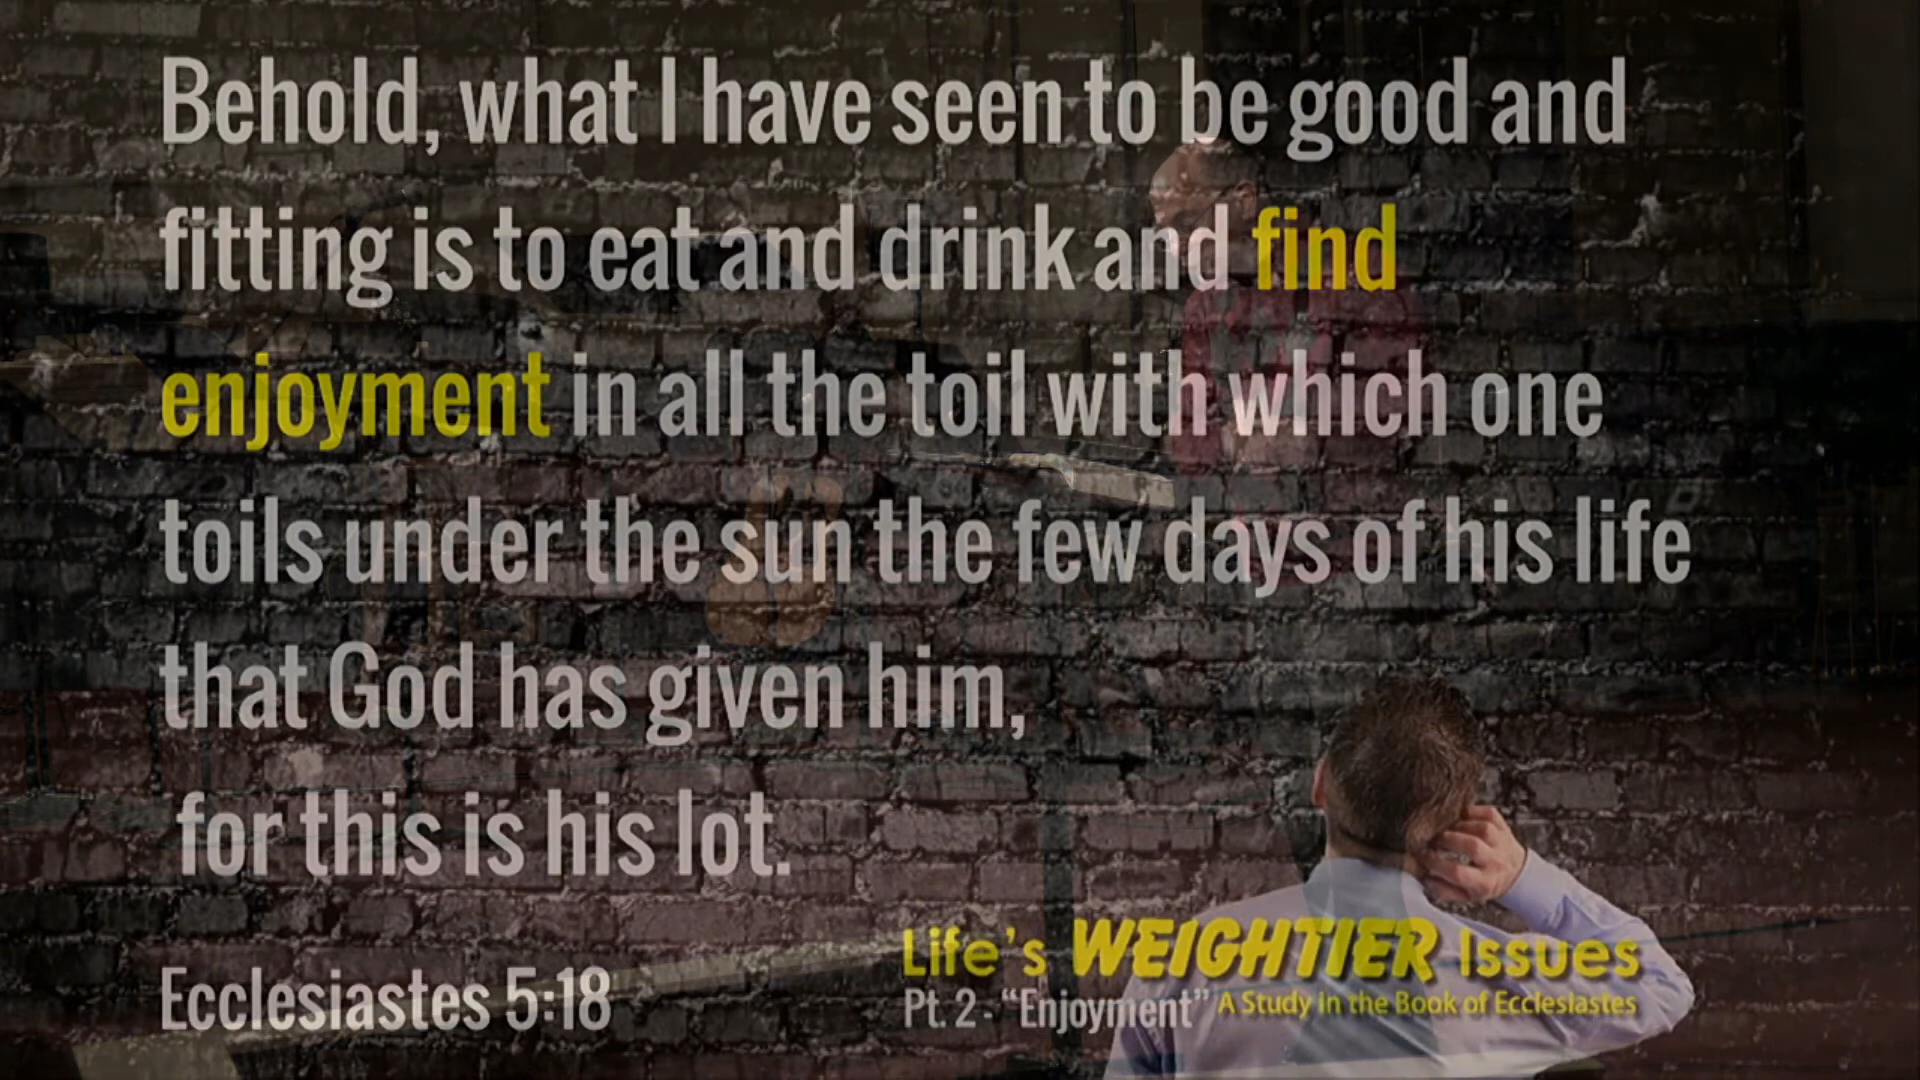 Behold, what I have seen to be good and
fitting is to eat and drink and find
enjoyment in all the toil with which one
toils under the sun the few days of his life
that God has given him,
for this is his lot.
Ecclesiastes 5:18
Life's WEIGHTIER Issues
Pt. 2 - "Enjoyment" A Study in the Book of Ecclesiastes